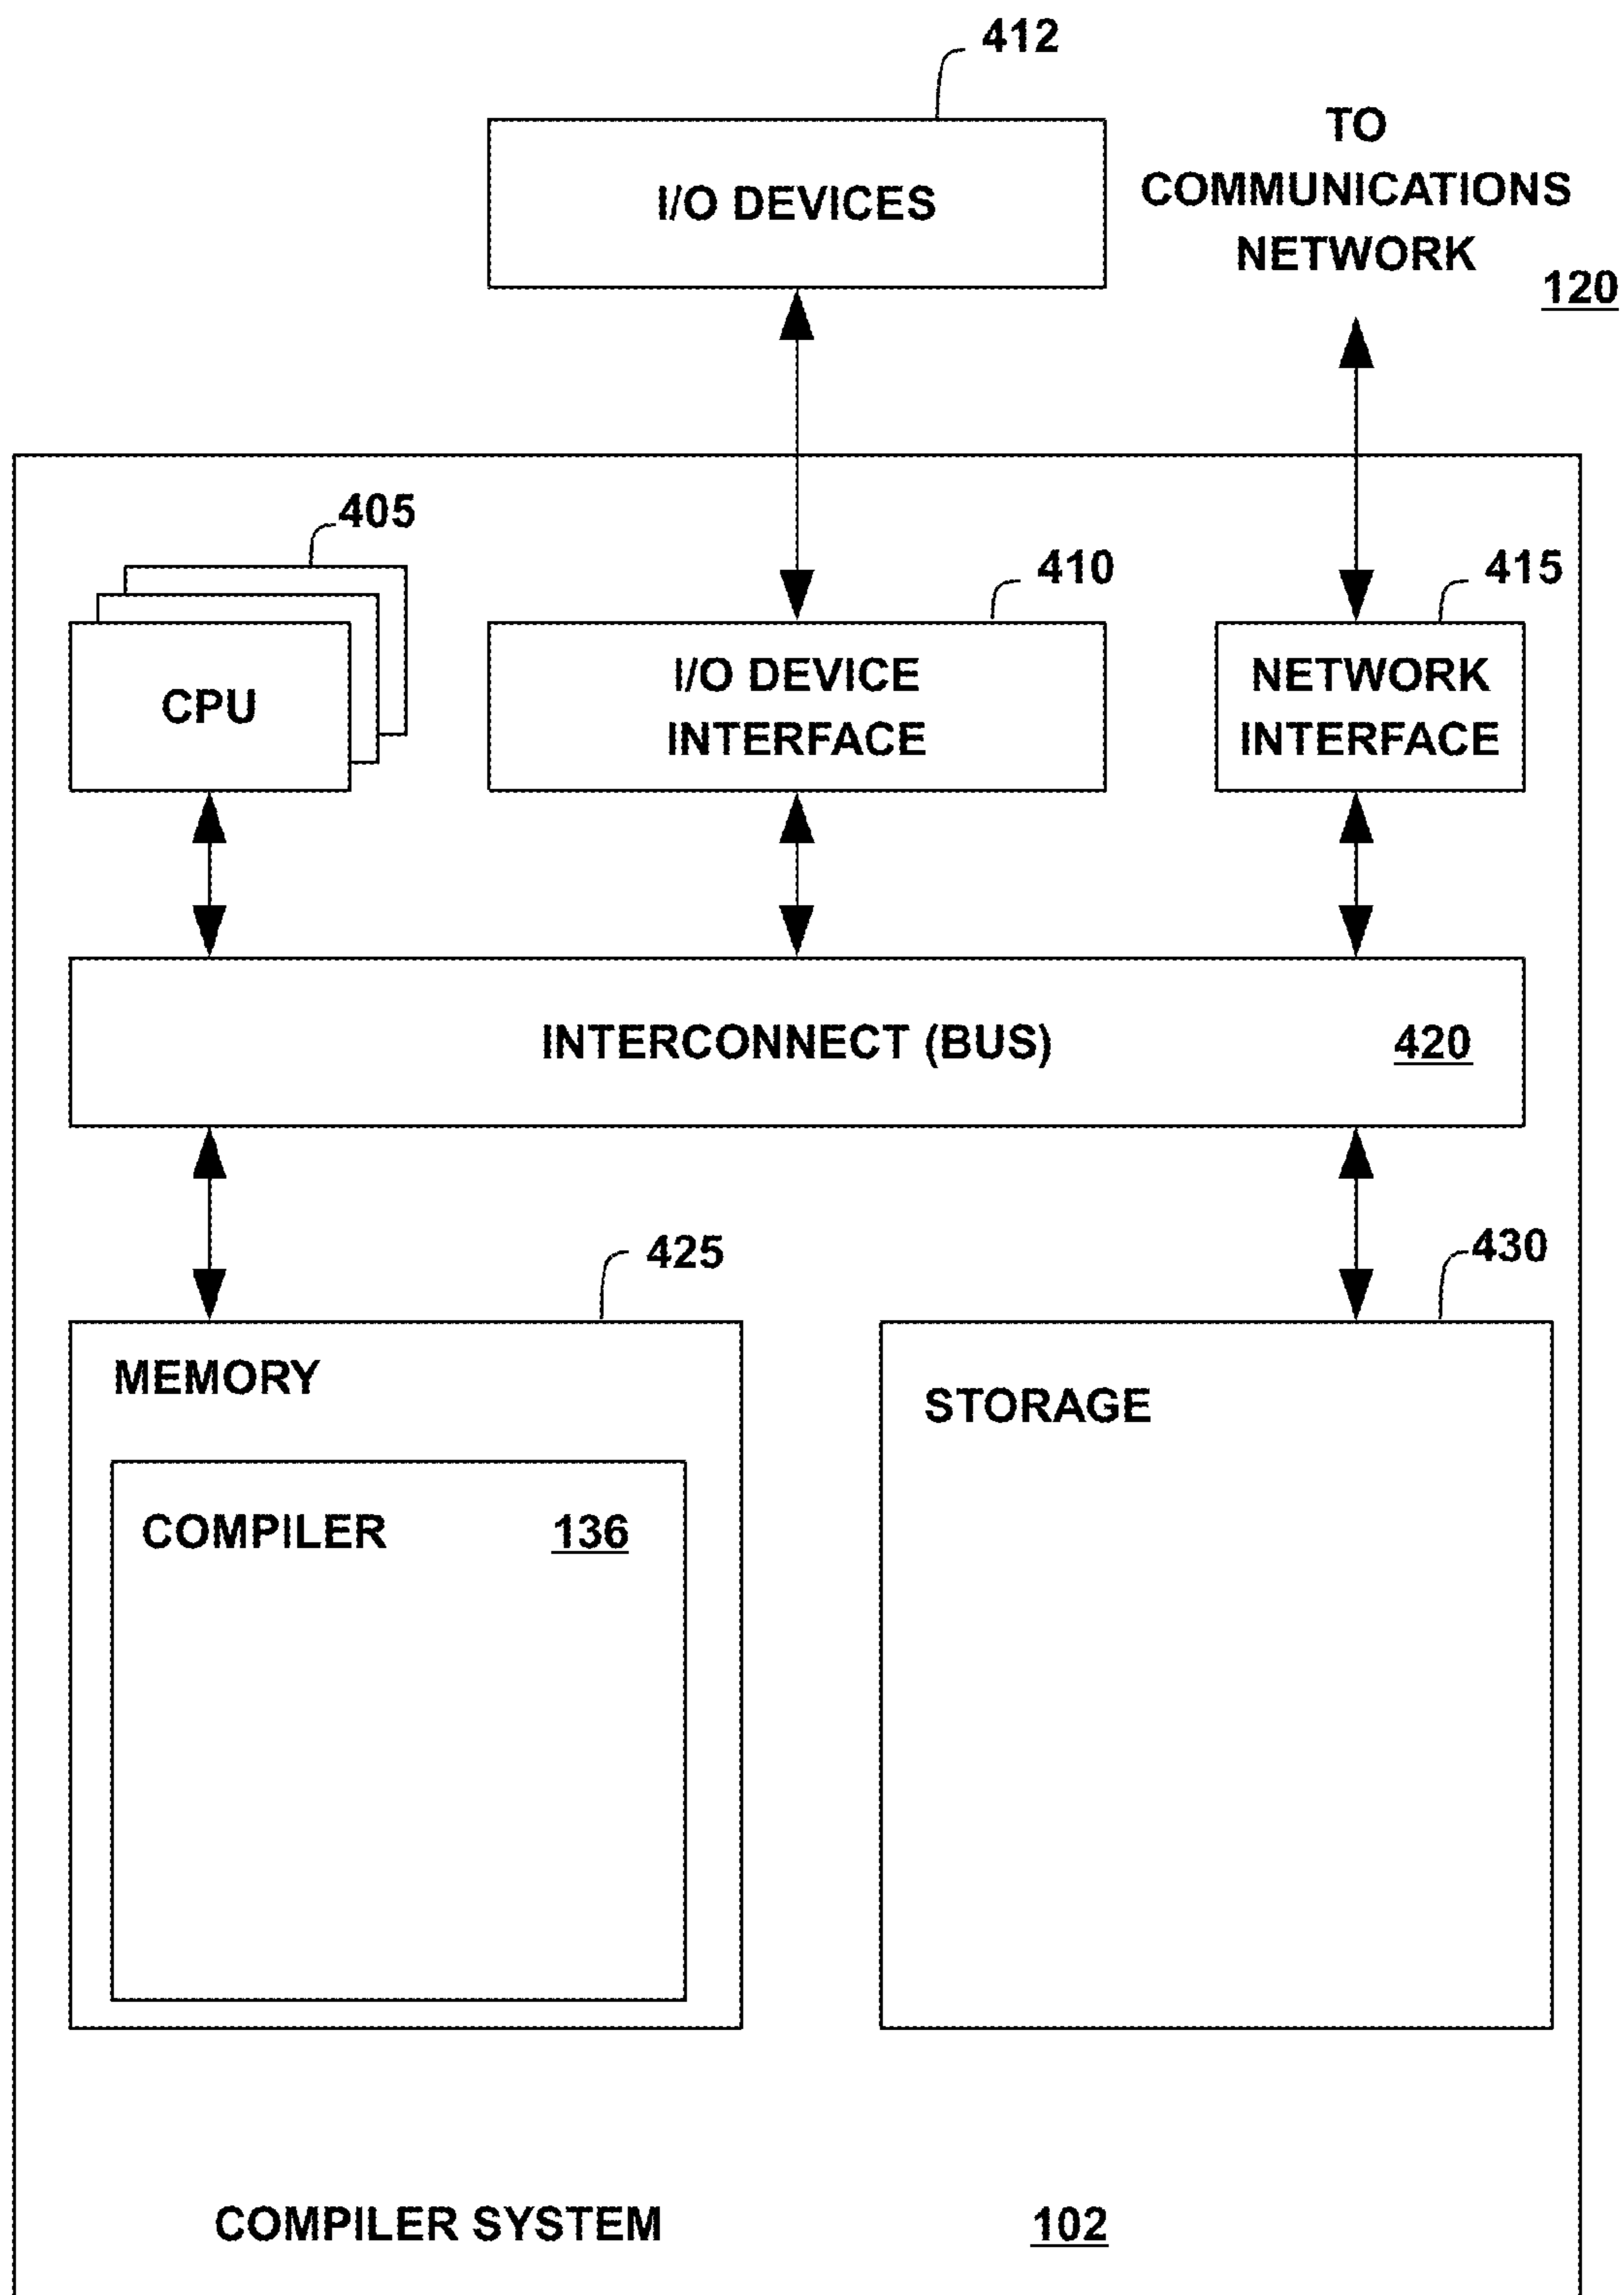 412
I/O DEVICES
TO
COMMUNICATIONS
NETWORK
120
405
CPU
410
I/O DEVICE
INTERFACE
415
NETWORK
INTERFACE
INTERCONNECT (BUS)
420
425
MEMORY
COMPILER
136
430
STORAGE
COMPILER SYSTEM
102